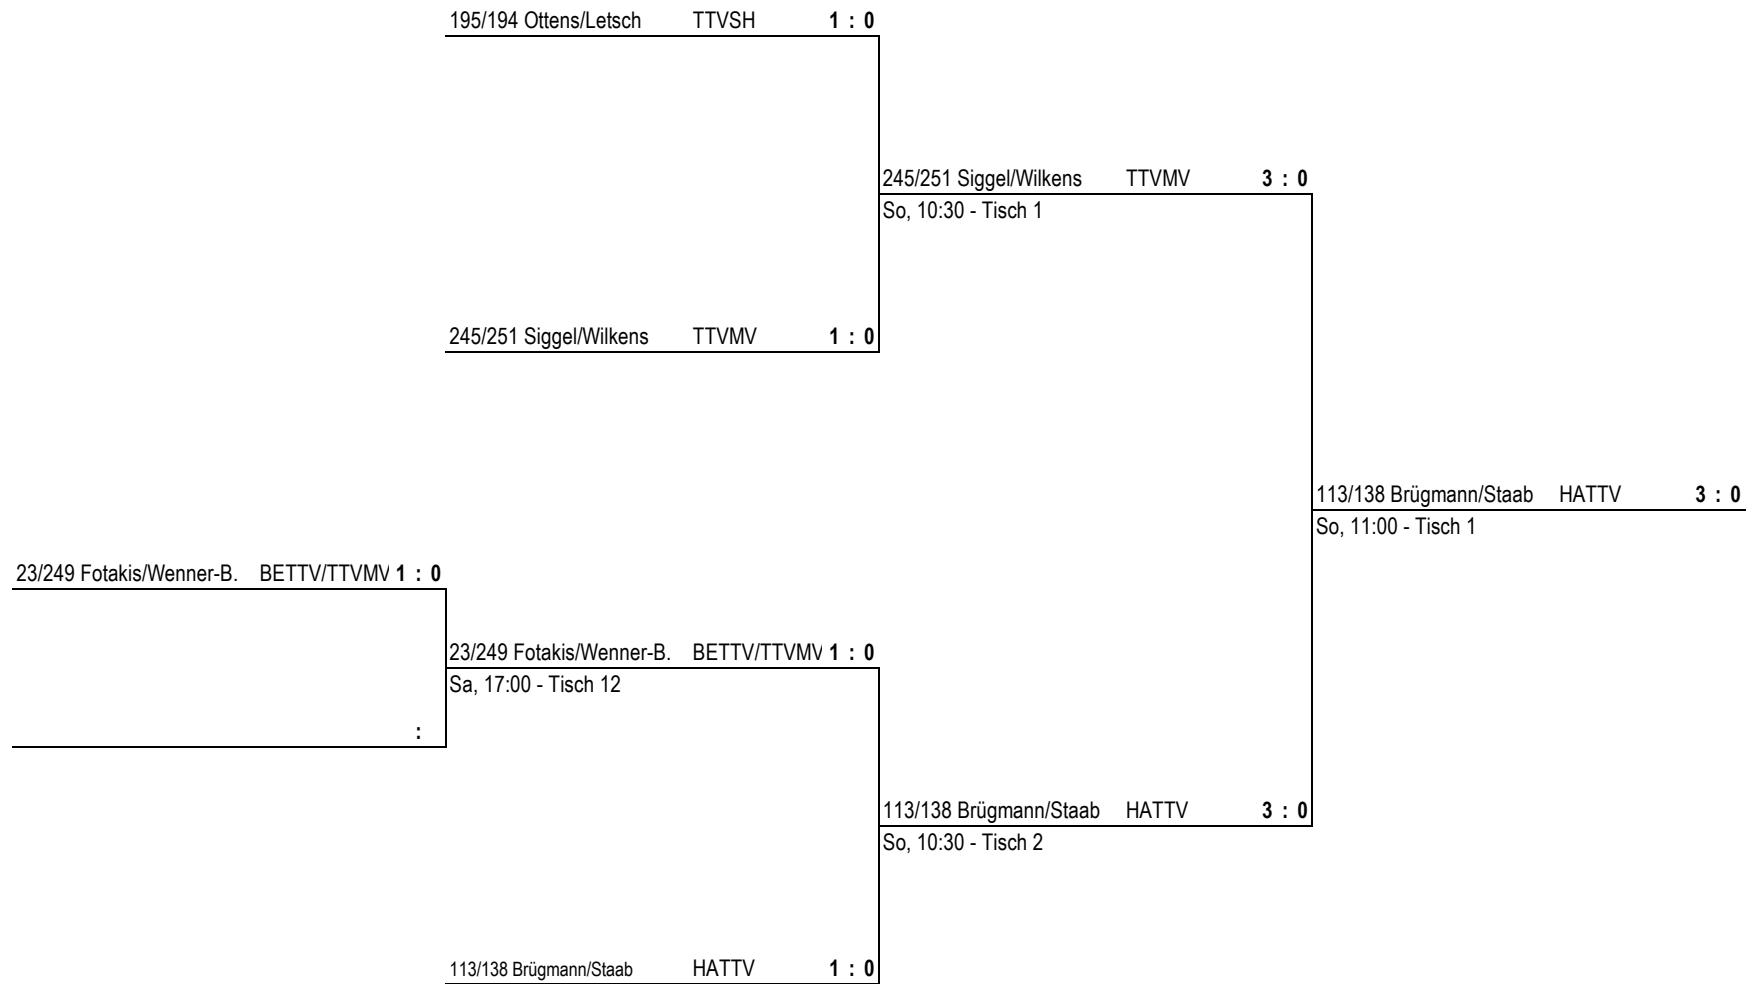 195/194 Ottens/Letsch TTVSH 1 : 0
245/251 Siggel/Wilkens TTVMV 3 : 0
So, 10:30 - Tisch 1
245/251 Siggel/Wilkens TTVMV 1 : 0
113/138 Brügmann/Staab HATTV 3 : 0
So, 11:00 - Tisch 1
23/249 Fotakis/Wenner-B. BETTV/TTVMV 1 : 0
23/249 Fotakis/Wenner-B. BETTV/TTVMV 1 : 0
Sa, 17:00 - Tisch 12
:
113/138 Brügmann/Staab HATTV 3 : 0
So, 10:30 - Tisch 2
113/138 Brügmann/Staab HATTV 1 : 0